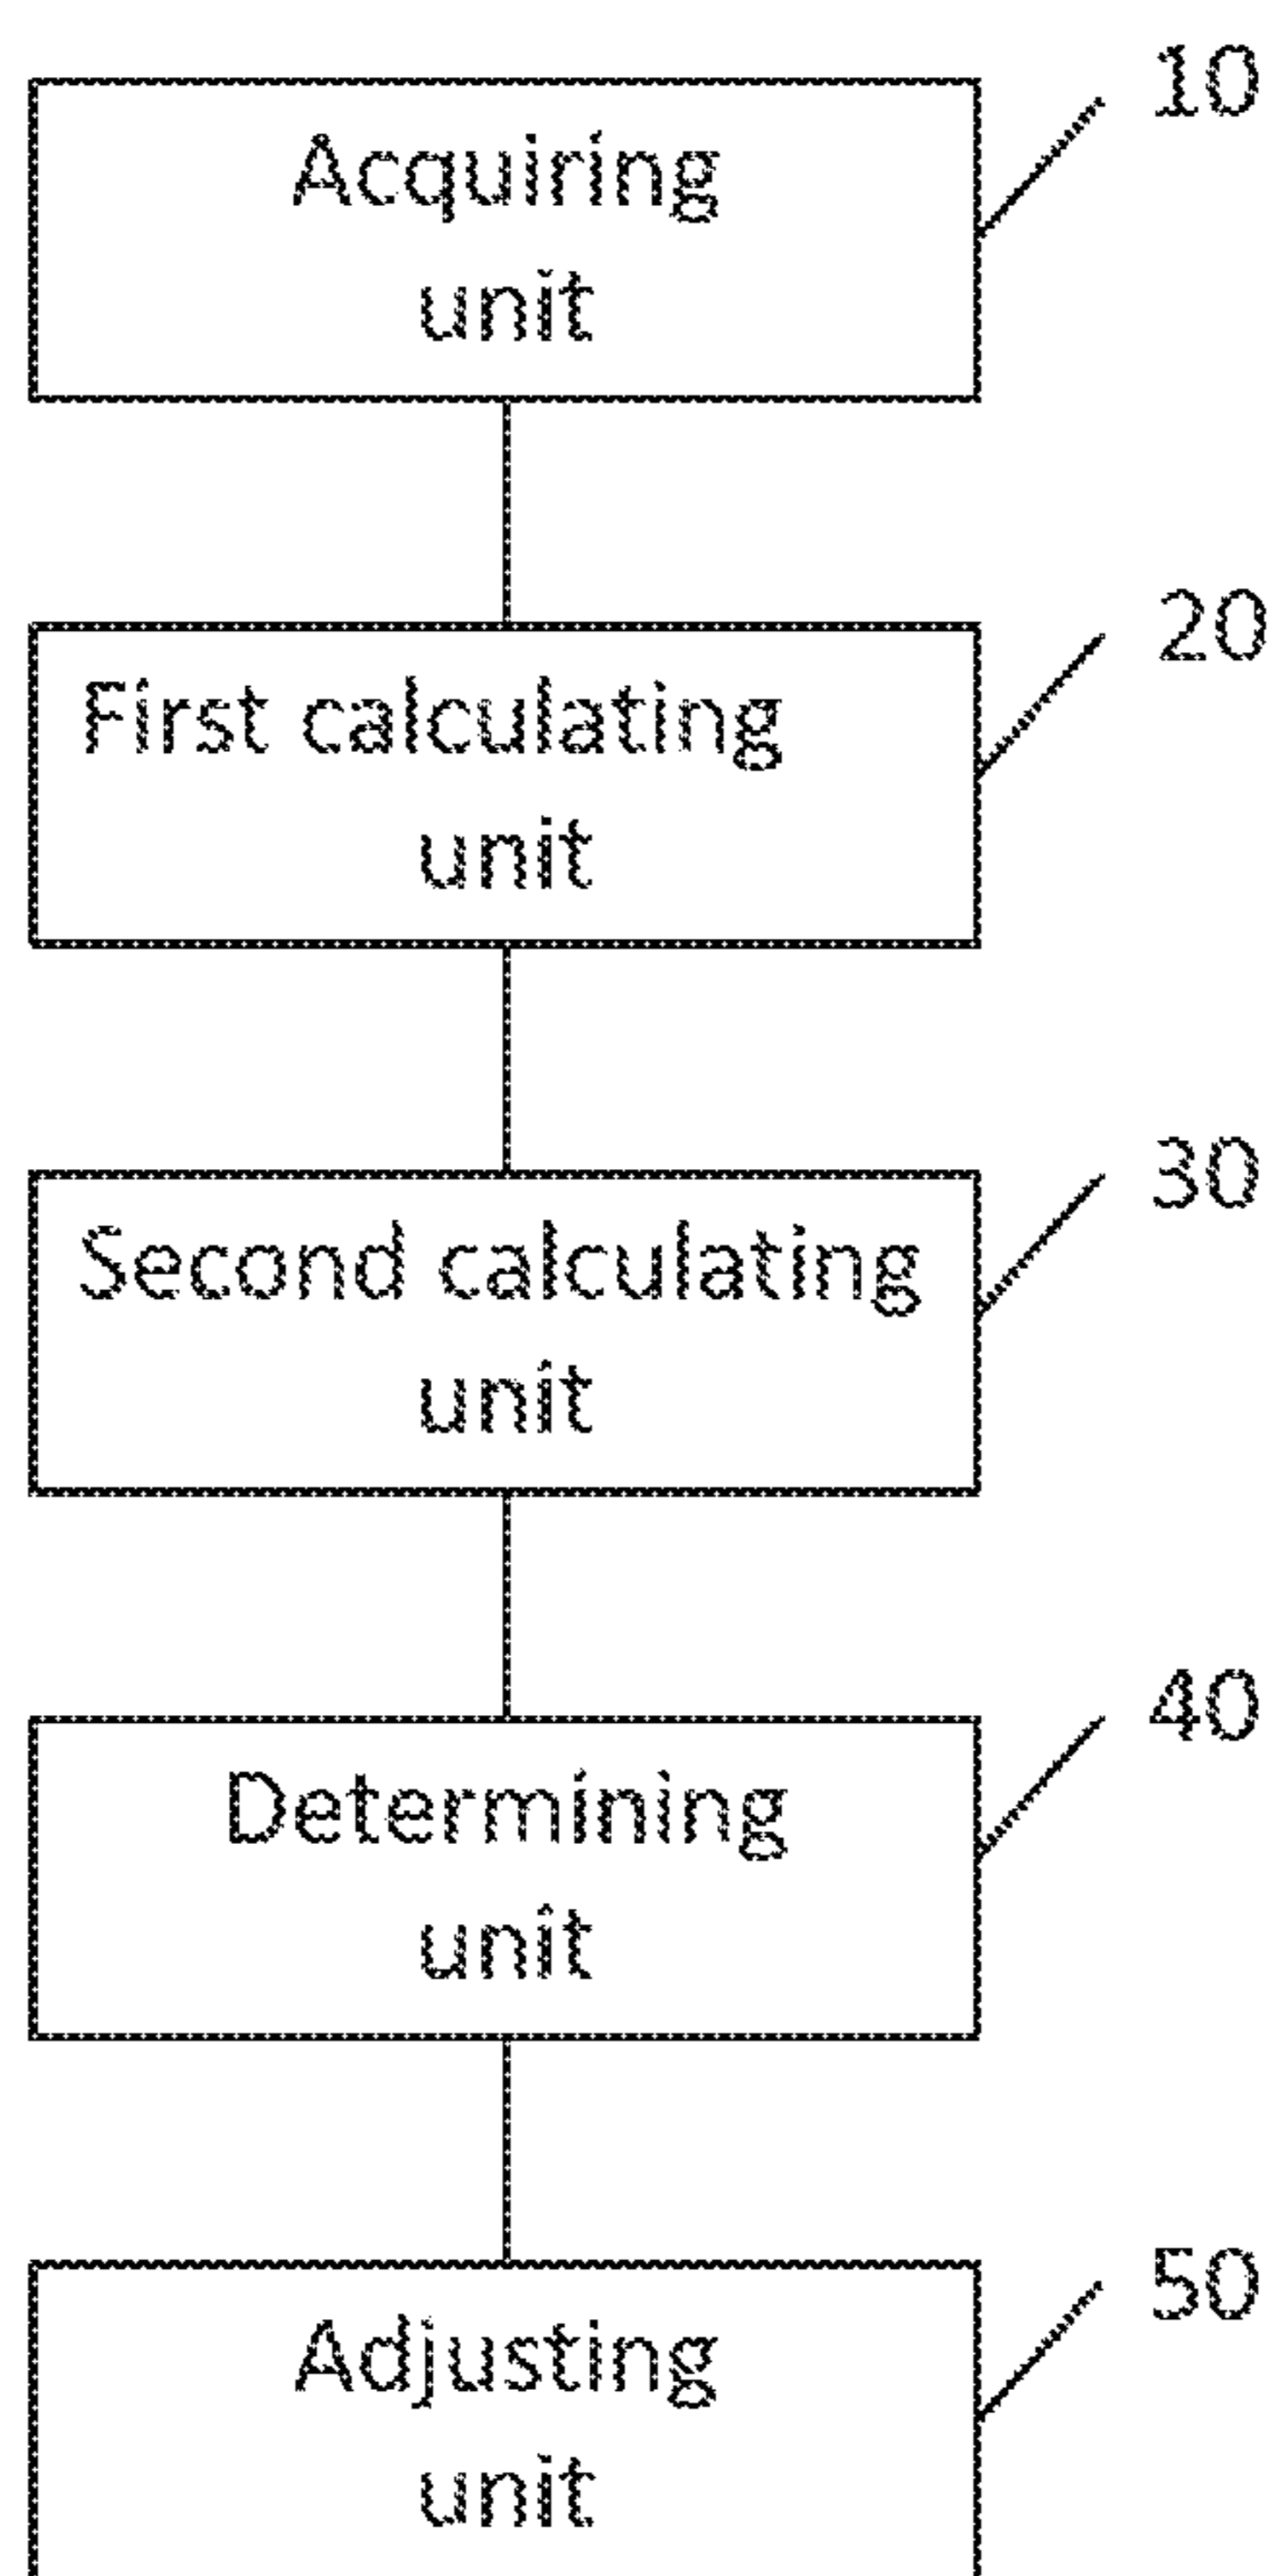 10
Acquiring
unit
20
First calculating
unit
30
Second calculating
unit
40
Determining
unit
50
Adjusting
unit